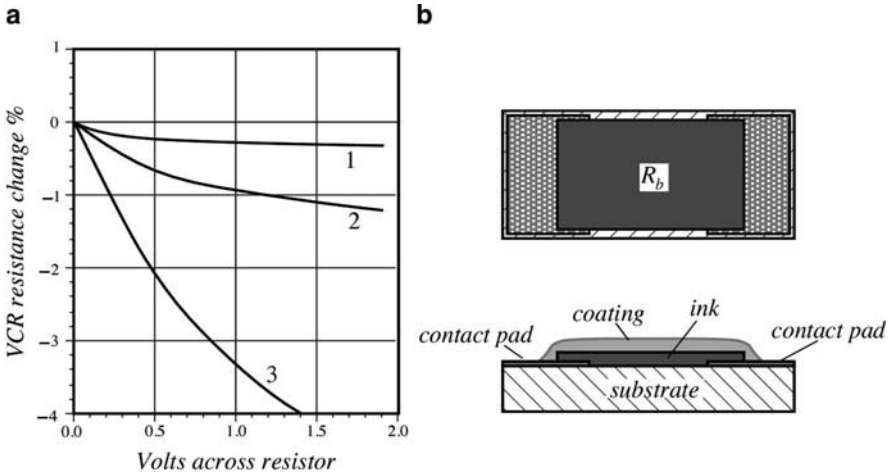 a
b
VCR resistance change %
1
0
−1
−2
−3
−4
1
2
3
0.0 0.5 1.0 1.5 2.0
Volts across resistor
R_b
coating
ink
contact pad
contact pad
substrate